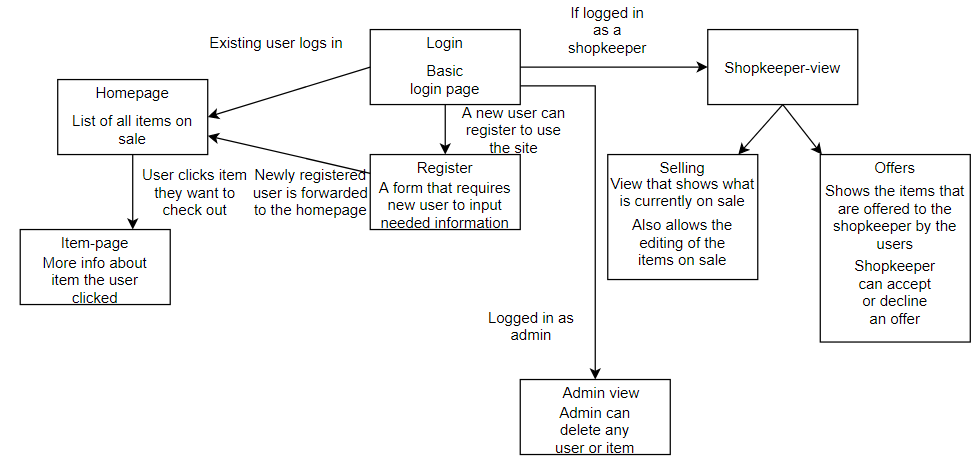 If logged in
as a
shopkeeper
Existing user logs in
Login
Basic
login page
Shopkeeper-view
Homepage
List of all items on
sale
A new user can
register to use
the site
User clicks item
they want to
check out
Newly registered
user is forwarded
to the homepage
Register
A form that requires
new user to input
needed information
Selling
View that shows what
is currently on sale
Also allows the
editing of the
items on sale
Offers
Shows the items that
are offered to the
shopkeeper by the
users
Shopkeeper
can accept
or decline
an offer
Item-page
More info about
item the user
clicked
Logged in as
admin
Admin view
Admin can
delete any
user or item